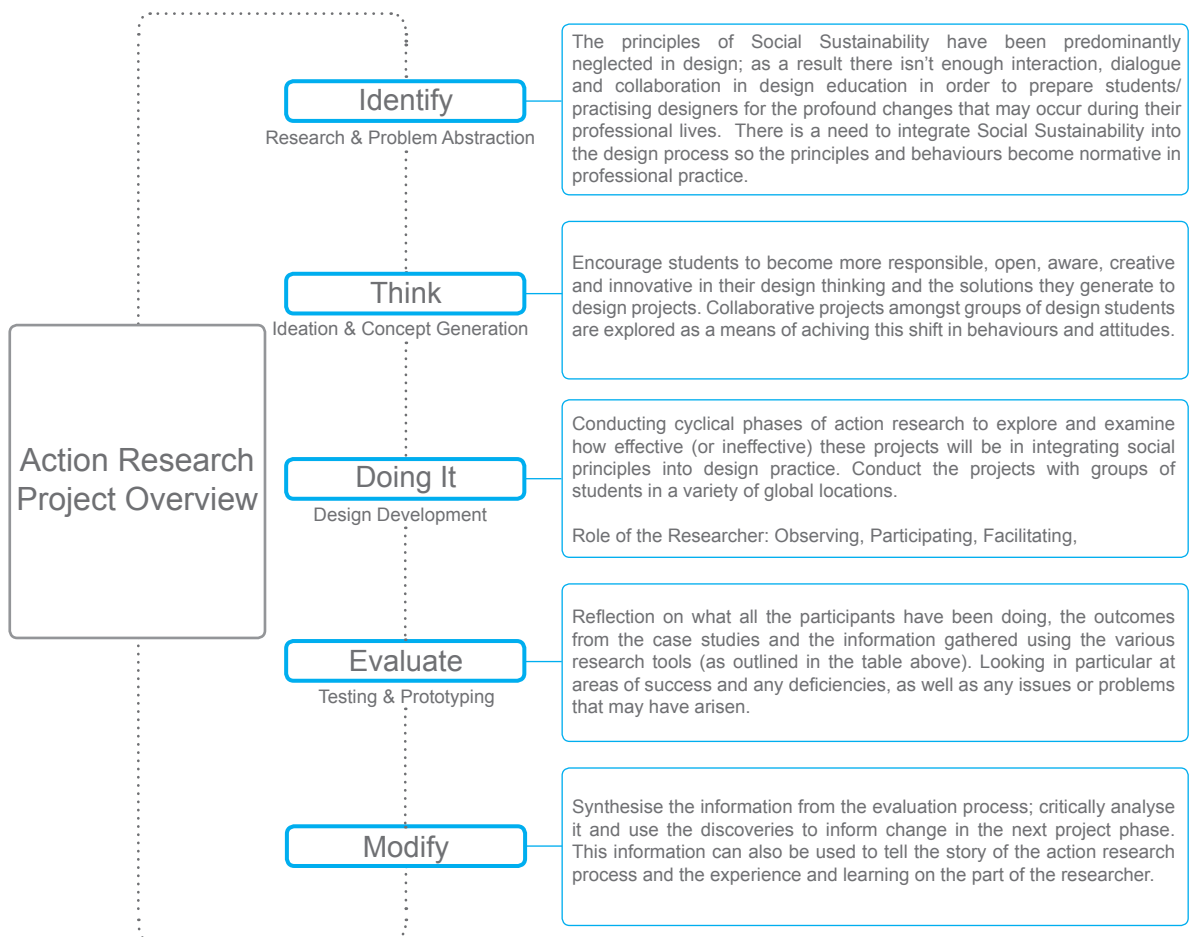 Action Research
Project Overview
Identify
Research & Problem Abstraction
The principles of Social Sustainability have been predominantly
neglected in design; as a result there isn’t enough interaction, dialogue
and collaboration in design education in order to prepare students/
practising designers for the profound changes that may occur during their
professional lives.  There is a need to integrate Social Sustainability into
the design process so the principles and behaviours become normative in
professional practice.
Think
Ideation & Concept Generation
Encourage students to become more responsible, open, aware, creative
and innovative in their design thinking and the solutions they generate to
design projects. Collaborative projects amongst groups of design students
are explored as a means of achiving this shift in behaviours and attitudes.
Doing It
Design Development
Conducting cyclical phases of action research to explore and examine
how effective (or ineffective) these projects will be in integrating social
principles into design practice. Conduct the projects with groups of
students in a variety of global locations.
Role of the Researcher: Observing, Participating, Facilitating,
Evaluate
Testing & Prototyping
Reflection on what all the participants have been doing, the outcomes
from the case studies and the information gathered using the various
research tools (as outlined in the table above). Looking in particular at
areas of success and any deficiencies, as well as any issues or problems
that may have arisen.
Modify
Synthesise the information from the evaluation process; critically analyse
it and use the discoveries to inform change in the next project phase.
This information can also be used to tell the story of the action research
process and the experience and learning on the part of the researcher.